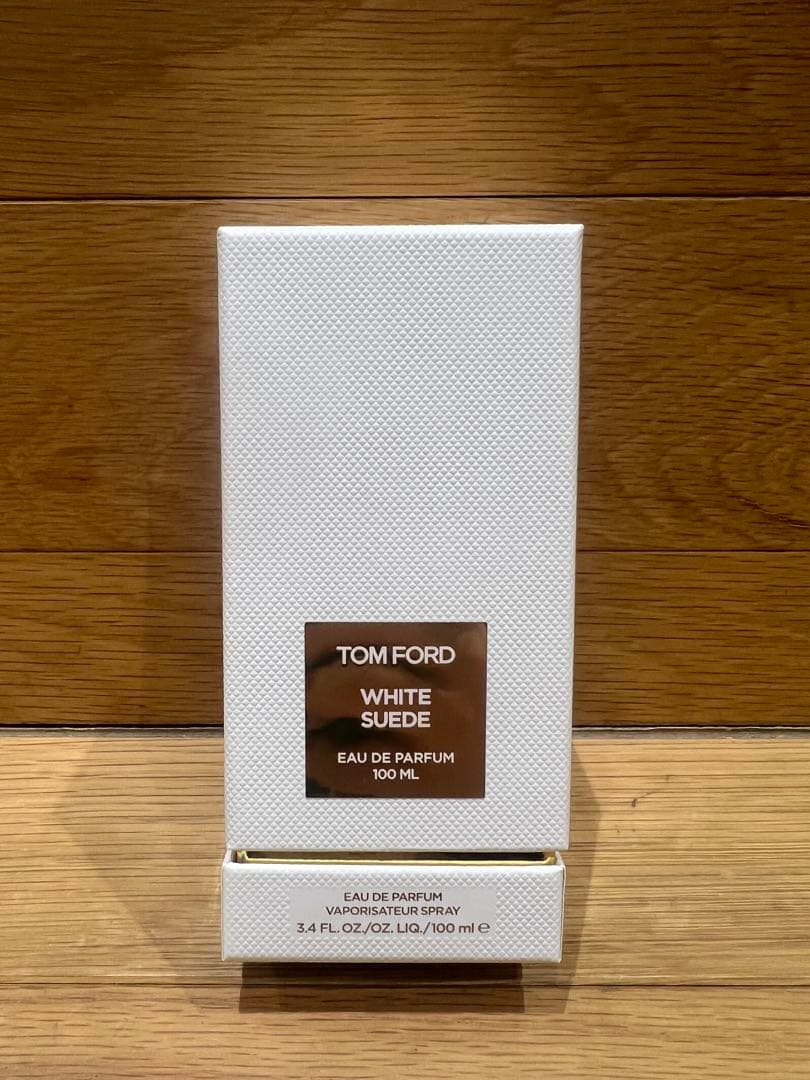 TOM FORD
WHITE
SUEDE
EAU DE PARFUM
100 ML
EAU DE PARFUM
VAPORISATEUR SPRAY
3.4 FL. OZ./OZ. LIQ./100 ml ℮